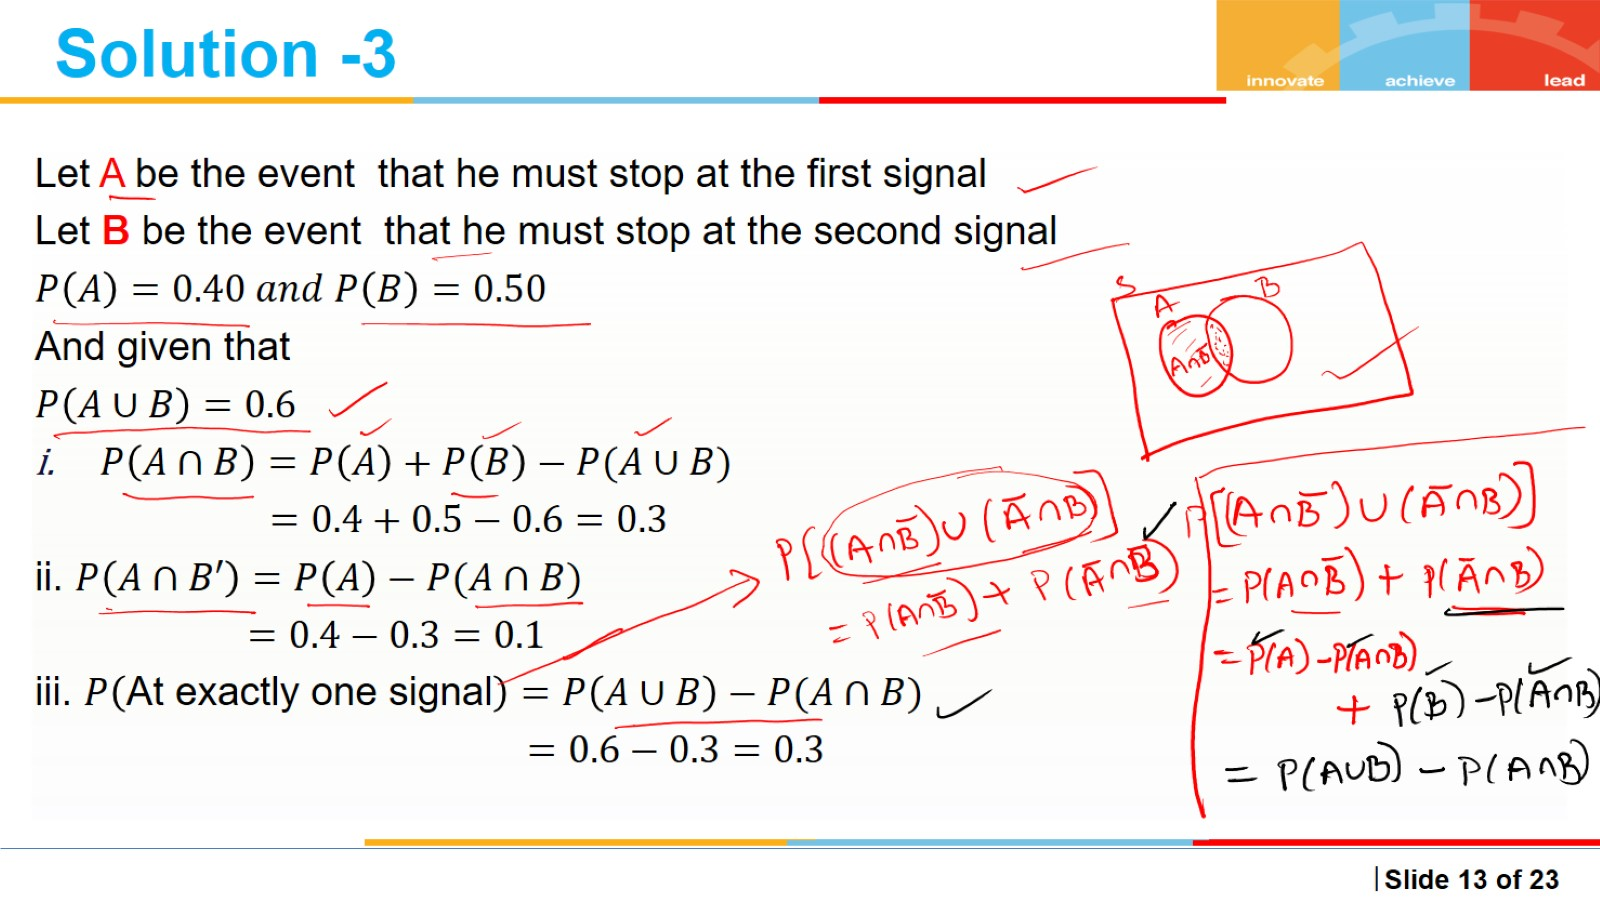 Solution -3
innovate achieve lead
Let A be the event that he must stop at the first signal
Let B be the event that he must stop at the second signal
P(A) = 0.40 and P(B) = 0.50
And given that
P(A ∪ B) = 0.6
i. P(A ∩ B) = P(A) + P(B) − P(A ∪ B)
= 0.4 + 0.5 − 0.6 = 0.3
ii. P(A ∩ B′) = P(A) − P(A ∩ B)
= 0.4 − 0.3 = 0.1
iii. P(At exactly one signal) = P(A ∪ B) − P(A ∩ B)
= 0.6 − 0.3 = 0.3
S
A B
A∩B̅
P[(A∩B̅)∪(A̅∩B)]
= P(A∩B̅) + P(A̅∩B)
P[(A∩B̅)∪(A̅∩B)]
= P(A∩B̅) + P(A̅∩B)
= P(A) − P(A∩B)
+ P(B) − P(A∩B)
= P(A∪B) − P(A∩B)
Slide 13 of 23